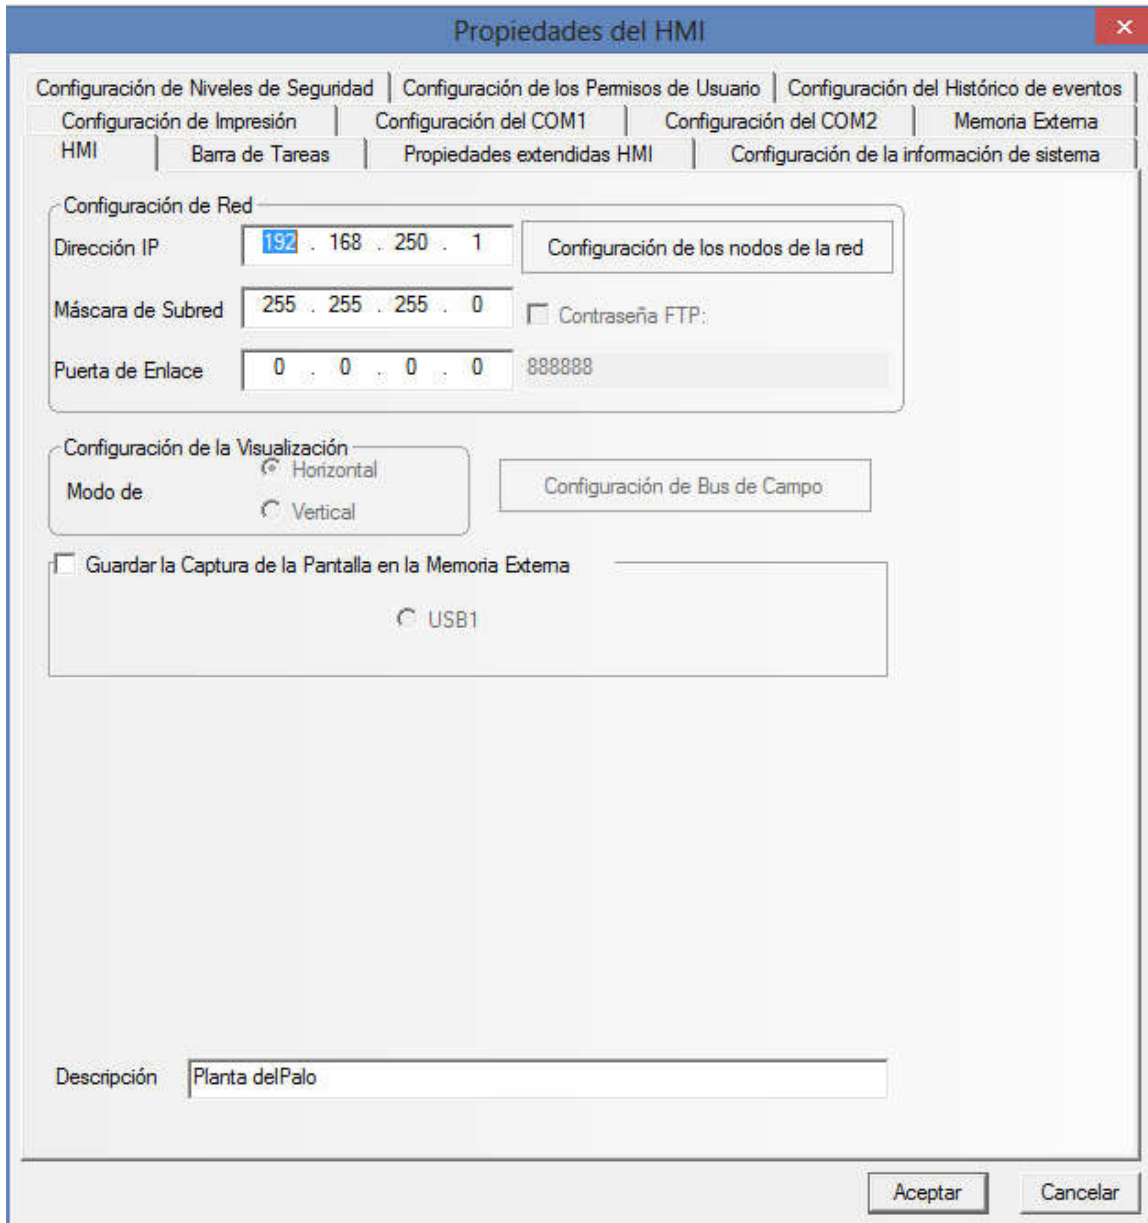 Propiedades del HMI
x
Configuración de Niveles de Seguridad Configuración de los Permisos de Usuario Configuración del Histórico de eventos
Configuración de Impresión Configuración del COM1 Configuración del COM2 Memoria Externa
HMI Barra de Tareas Propiedades extendidas HMI Configuración de la información de sistema
Configuración de Red
Dirección IP 192 . 168 . 250 . 1 Configuración de los nodos de la red
Máscara de Subred 255 . 255 . 255 . 0 Contraseña FTP:
Puerta de Enlace 0 . 0 . 0 . 0 888888
Configuración de la Visualización
Horizontal
Modo de Configuración de Bus de Campo
Vertical
Guardar la Captura de la Pantalla en la Memoria Externa
USB1
Descripción Planta delPalo
Aceptar Cancelar